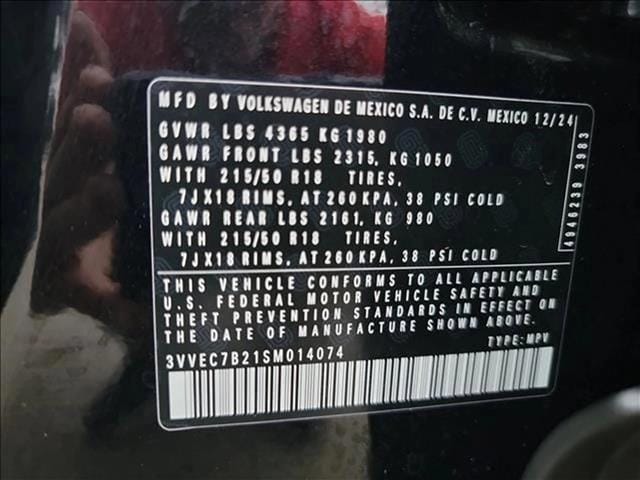 MFD BY VOLKSWAGEN DE MEXICO S.A. DE C.V. MEXICO 12/24
GVWR LBS 4365 KG 1980
GAWR FRONT LBS 2315, KG 1050
WITH 215/50 R18 TIRES,
7JX18 RIMS, AT 260 KPA, 38 PSI COLD
GAWR REAR LBS 2161, KG 980
WITH 215/50 R18 TIRES,
7JX18 RIMS, AT 260 KPA, 38 PSI COLD
4946239 3983
THIS VEHICLE CONFORMS TO ALL APPLICABLE
U.S. FEDERAL MOTOR VEHICLE SAFETY AND
THEFT PREVENTION STANDARDS IN EFFECT ON
THE DATE OF MANUFACTURE SHOWN ABOVE.
3VVEC7B21SM014074 TYPE: MPV